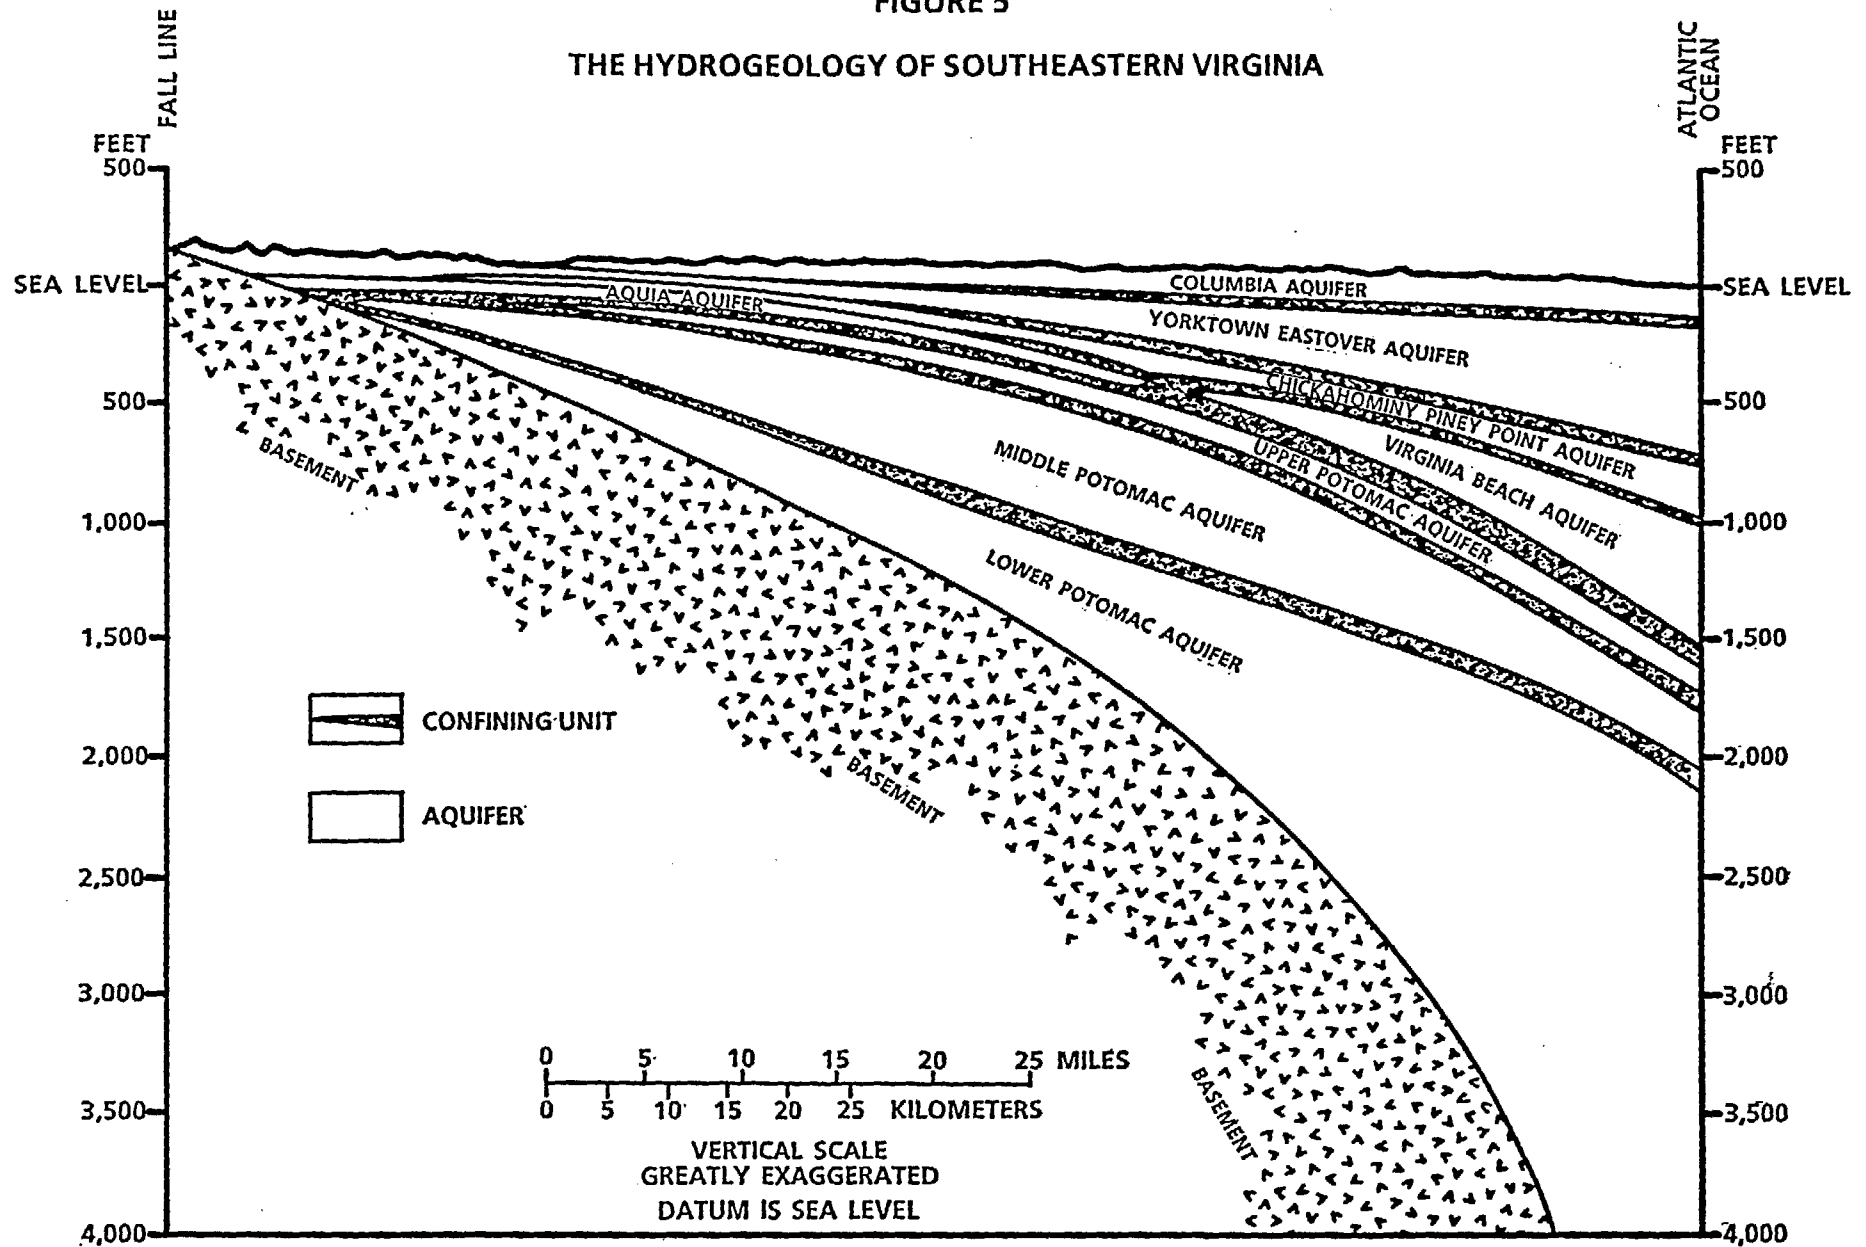 FIGURE 5
THE HYDROGEOLOGY OF SOUTHEASTERN VIRGINIA
FALL LINE
ATLANTIC
OCEAN
FEET
500
SEA LEVEL
500
1,000
1,500
2,000
2,500
3,000
3,500
4,000
FEET
500
SEA LEVEL
500
1,000
1,500
2,000
2,500
3,000
3,500
4,000
COLUMBIA AQUIFER
YORKTOWN EASTOVER AQUIFER
AQUIA AQUIFER
CHICKAHOMINY PINEY POINT AQUIFER
VIRGINIA BEACH AQUIFER
UPPER POTOMAC AQUIFER
MIDDLE POTOMAC AQUIFER
LOWER POTOMAC AQUIFER
BASEMENT
BASEMENT
BASEMENT
CONFINING UNIT
AQUIFER
0 5 10 15 20 25 MILES
0 5 10 15 20 25 KILOMETERS
VERTICAL SCALE
GREATLY EXAGGERATED
DATUM IS SEA LEVEL